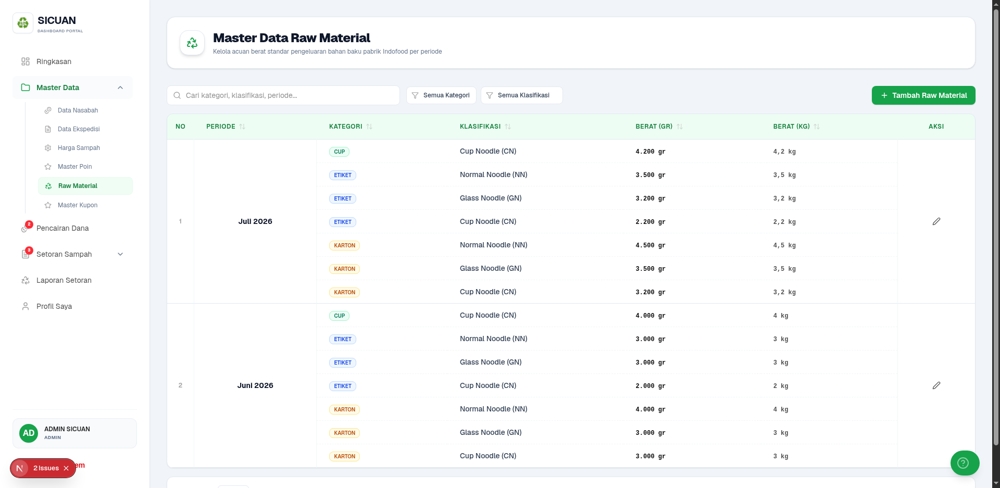 SICUAN
DASHBOARD PORTAL
Ringkasan
Master Data
Data Nasabah
Data Ekspedisi
Harga Sampah
Master Poin
Raw Material
Master Kupon
2
Pencairan Dana
3
Setoran Sampah
Laporan Setoran
Profil Saya
AD
ADMIN SICUAN
ADMIN
N
2 Issues
em
Master Data Raw Material
Kelola acuan berat standar pengeluaran bahan baku pabrik Indofood per periode
Cari kategori, klasifikasi, periode...
Semua Kategori
Semua Klasifikasi
Tambah Raw Material
NO PERIODE KATEGORI KLASIFIKASI BERAT (GR) BERAT (KG) AKSI
1 Juli 2026
CUP Cup Noodle (CN) 4.200 gr 4,2 kg
ETIKET Normal Noodle (NN) 3.500 gr 3,5 kg
ETIKET Glass Noodle (GN) 3.200 gr 3,2 kg
ETIKET Cup Noodle (CN) 2.200 gr 2,2 kg
KARTON Normal Noodle (NN) 4.500 gr 4,5 kg
KARTON Glass Noodle (GN) 3.500 gr 3,5 kg
KARTON Cup Noodle (CN) 3.200 gr 3,2 kg
2 Juni 2026
CUP Cup Noodle (CN) 4.000 gr 4 kg
ETIKET Normal Noodle (NN) 3.000 gr 3 kg
ETIKET Glass Noodle (GN) 3.000 gr 3 kg
ETIKET Cup Noodle (CN) 2.000 gr 2 kg
KARTON Normal Noodle (NN) 4.000 gr 4 kg
KARTON Glass Noodle (GN) 3.000 gr 3 kg
KARTON Cup Noodle (CN) 3.000 gr 3 kg